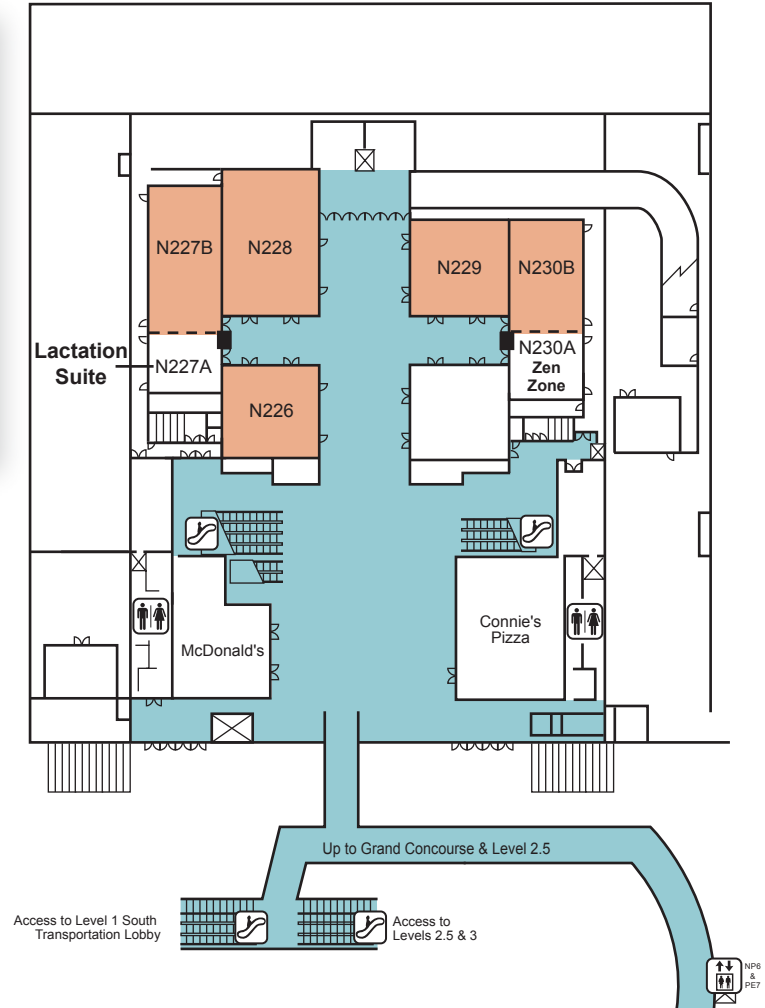 N227B
N228
N229
N230B
Lactation
Suite
N227A
N230A
Zen
Zone
N226
McDonald's
Connie's
Pizza
Up to Grand Concourse & Level 2.5
Access to Level 1 South
Transportation Lobby
Access to
Levels 2.5 & 3
NP6
&
PE7